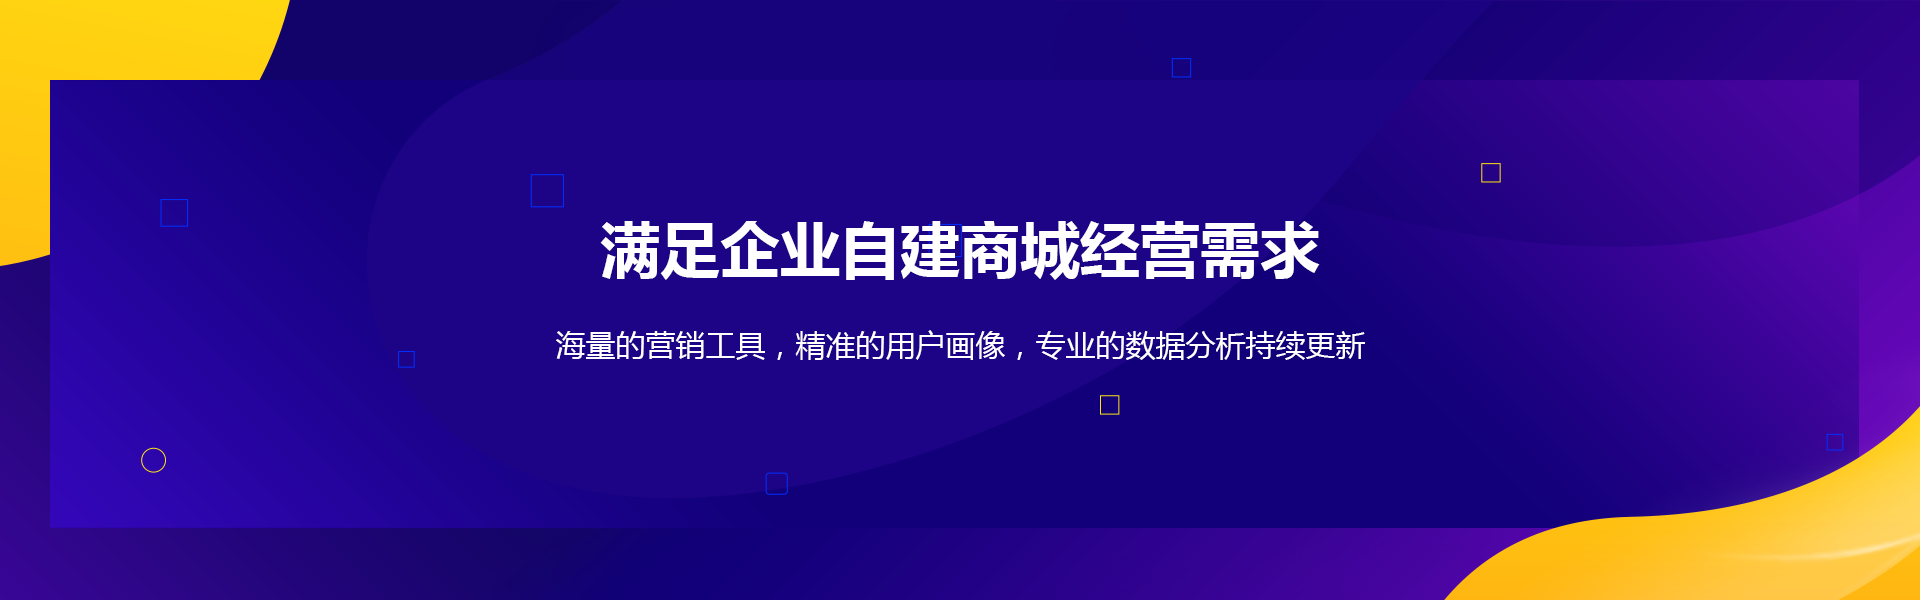 满足企业自建商城经营需求
海量的营销工具，精准的用户画像，专业的数据分析持续更新